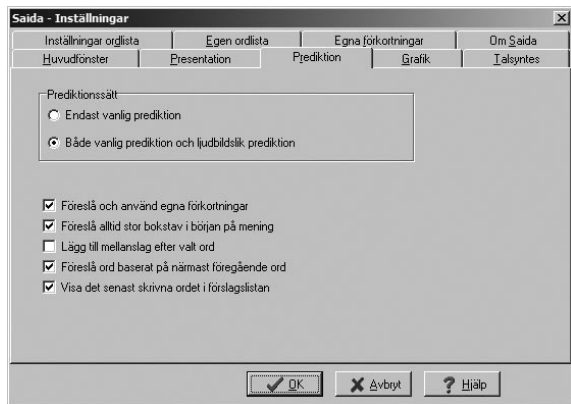 Saida - Inställningar
Inställningar ordlista Egen ordlista Egna förkortningar Om Saida
Huvudfönster Presentation Prediktion Grafik Talsyntes
Prediktionssätt
Endast vanlig prediktion
Både vanlig prediktion och ljudbildslik prediktion
Föreslå och använd egna förkortningar
Föreslå alltid stor bokstav i början på mening
Lägg till mellanslag efter valt ord
Föreslå ord baserat på närmast föregående ord
Visa det senast skrivna ordet i förslagslistan
OK Avbryt Hjälp